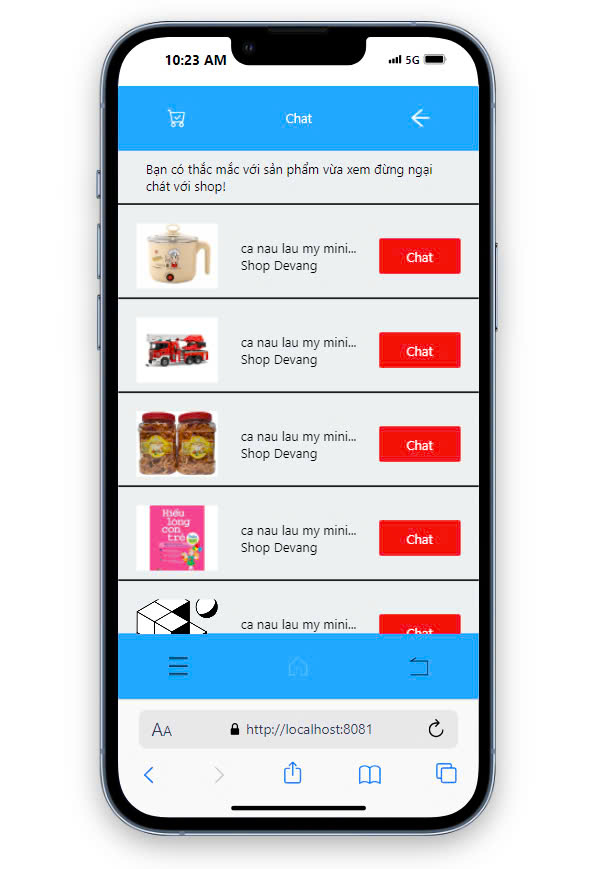 10:23 AM
5G
Chat
Bạn có thắc mắc với sản phẩm vừa xem đừng ngại
chát với shop!
ca nau lau my mini...
Shop Devang
Chat
ca nau lau my mini...
Shop Devang
Chat
ca nau lau my mini...
Shop Devang
Chat
Hiểu
lòng
con
trẻ
ca nau lau my mini...
Shop Devang
Chat
ca nau lau my mini...
Chat
AA
http://localhost:8081